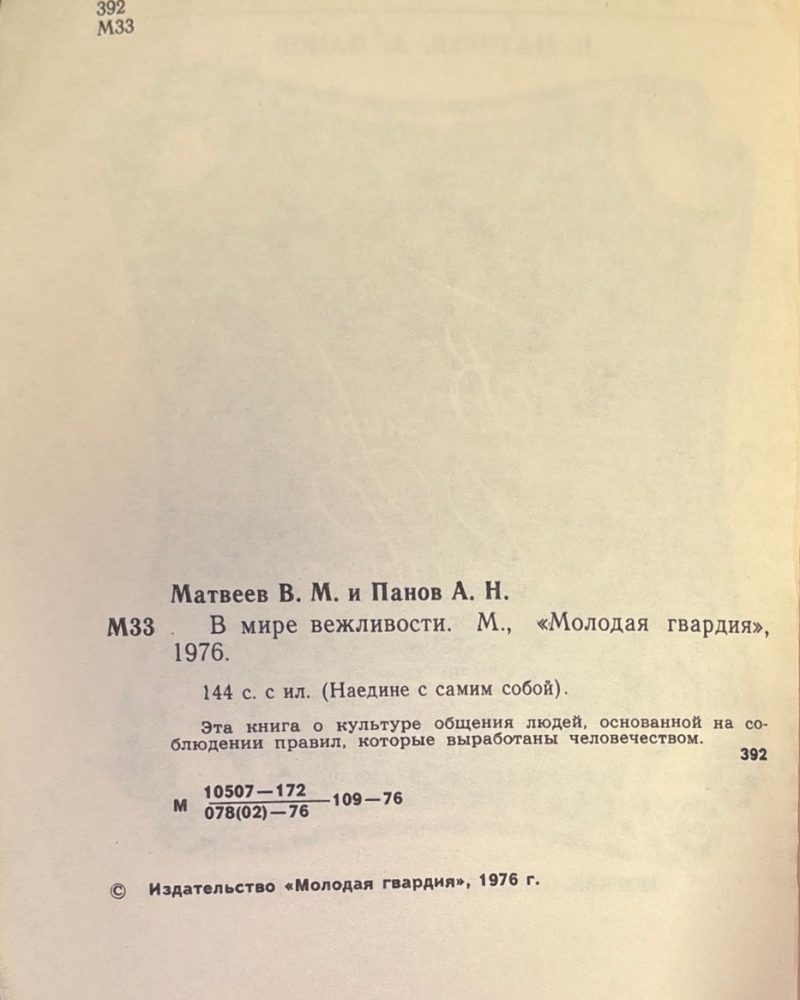 392
М33
Матвеев В. М. и Панов А. Н.
М33 В мире вежливости. М., «Молодая гвардия»,
1976.
144 с. с ил. (Наедине с самим собой).
Эта книга о культуре общения людей, основанной на со-
блюдении правил, которые выработаны человечеством.
392
М 10507—172
078(02)—76 —109—76
© Издательство «Молодая гвардия», 1976 г.